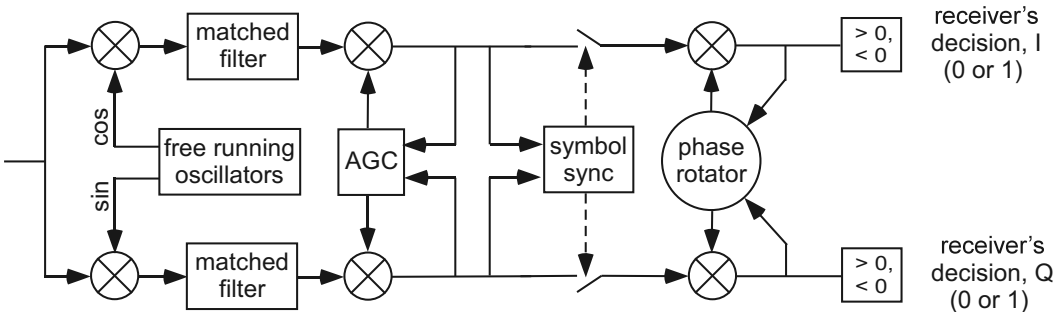 matched
filter
cos
free running
oscillators
sin
matched
filter
AGC
symbol
sync
phase
rotator
> 0,
< 0
receiver's
decision, I
(0 or 1)
> 0,
< 0
receiver's
decision, Q
(0 or 1)